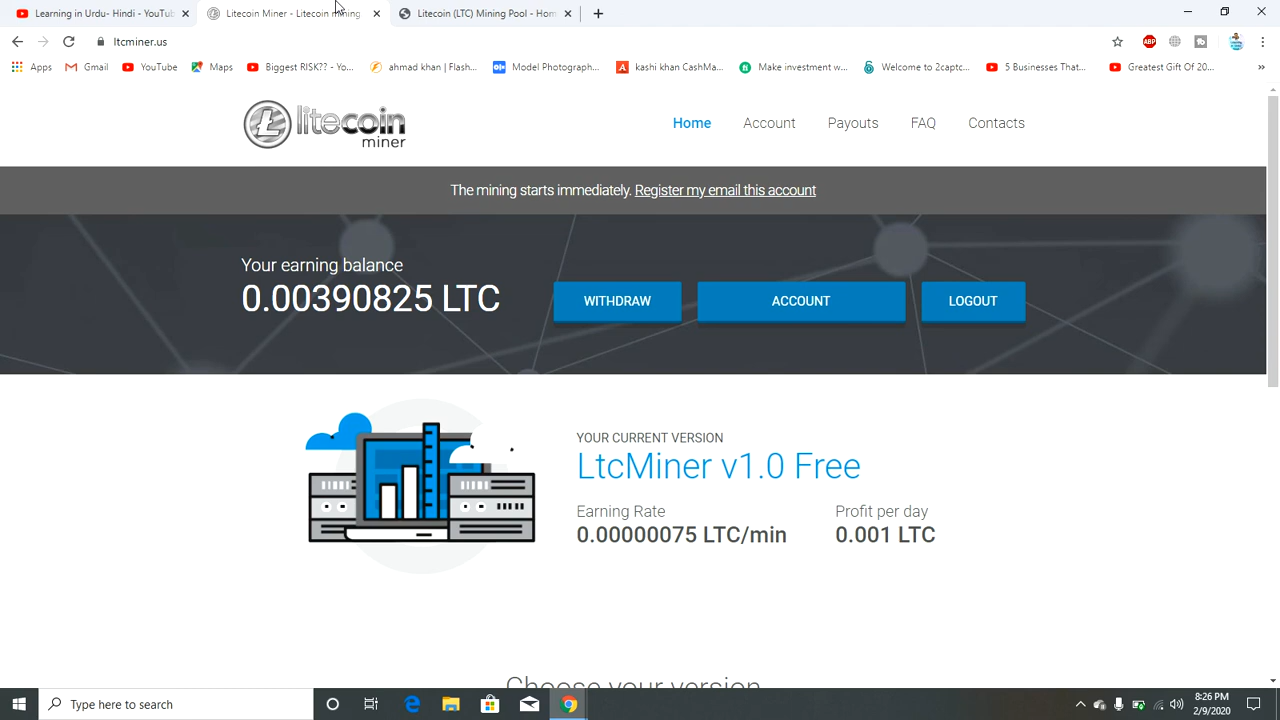 Learning in Urdu- Hindi - YouTub
Litecoin Miner - Litecoin mining
Litecoin (LTC) Mining Pool - Hom
ltcminer.us
ABP
Apps
Gmail
YouTube
Maps
Biggest RISK?? - Yo...
ahmad khan | Flash...
Model Photograph...
kashi khan CashMa...
Make investment w...
Welcome to 2captc...
5 Businesses That...
Greatest Gift Of 20...
»
litecoin
miner
Home
Account
Payouts
FAQ
Contacts
The mining starts immediately. Register my email this account
Your earning balance
0.00390825 LTC
WITHDRAW
ACCOUNT
LOGOUT
YOUR CURRENT VERSION
LtcMiner v1.0 Free
Earning Rate
Profit per day
0.00000075 LTC/min
0.001 LTC
Choose your version
Type here to search
8:26 PM
2/9/2020